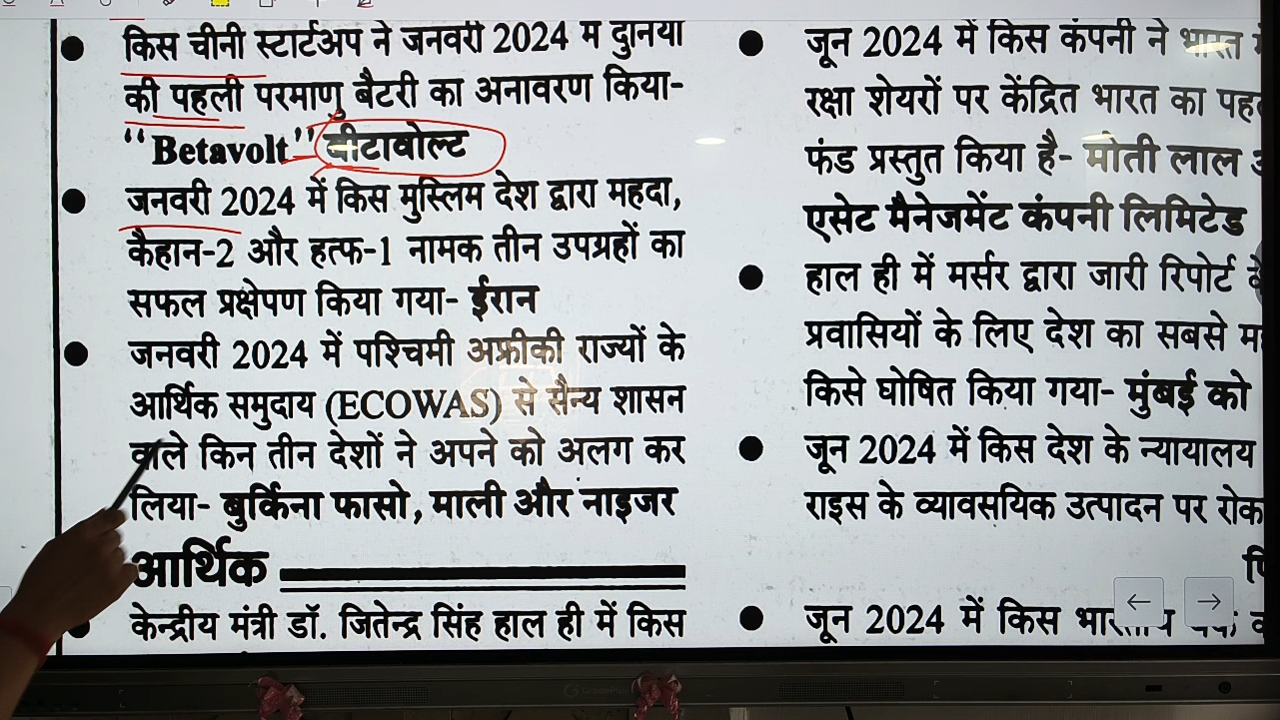 किस चीनी स्टार्टअप ने जनवरी 2024 म दुनिया
की पहली परमाणु बैटरी का अनावरण किया-
“Betavolt” बीटावोल्ट
जनवरी 2024 में किस मुस्लिम देश द्वारा महदा,
कैहान-2 और हत्फ-1 नामक तीन उपग्रहों का
सफल प्रक्षेपण किया गया- ईरान
जनवरी 2024 में पश्चिमी अफ्रीकी राज्यों के
आर्थिक समुदाय (ECOWAS) से सैन्य शासन
वाले किन तीन देशों ने अपने को अलग कर
लिया- बुर्किना फासो, माली और नाइजर
आर्थिक
केन्द्रीय मंत्री डॉ. जितेन्द्र सिंह हाल ही में किस
जून 2024 में किस कंपनी ने भारत
रक्षा शेयरों पर केंद्रित भारत का
फंड प्रस्तुत किया है- मोती लाल
एसेट मैनेजमेंट कंपनी लिमिटेड
हाल ही में मर्सर द्वारा जारी रिपोर्ट
प्रवासियों के लिए देश का सबसे
किसे घोषित किया गया- मुंबई को
जून 2024 में किस देश के न्यायालय
राइस के व्यावसयिक उत्पादन पर रोक
जून 2024 में किस